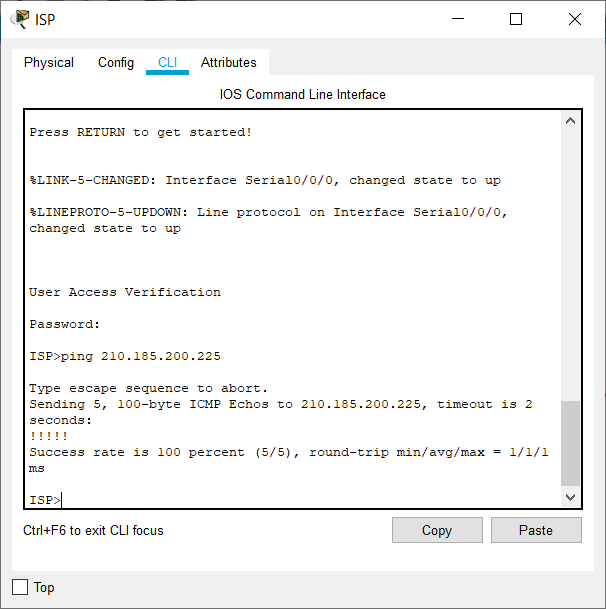 ISP
Physical Config CLI Attributes
IOS Command Line Interface
Press RETURN to get started!
%LINK-5-CHANGED: Interface Serial0/0/0, changed state to up
%LINEPROTO-5-UPDOWN: Line protocol on Interface Serial0/0/0,
changed state to up
User Access Verification
Password:
ISP>ping 210.185.200.225
Type escape sequence to abort.
Sending 5, 100-byte ICMP Echos to 210.185.200.225, timeout is 2
seconds:
!!!!!
Success rate is 100 percent (5/5), round-trip min/avg/max = 1/1/1
ms
ISP>
Ctrl+F6 to exit CLI focus Copy Paste
Top